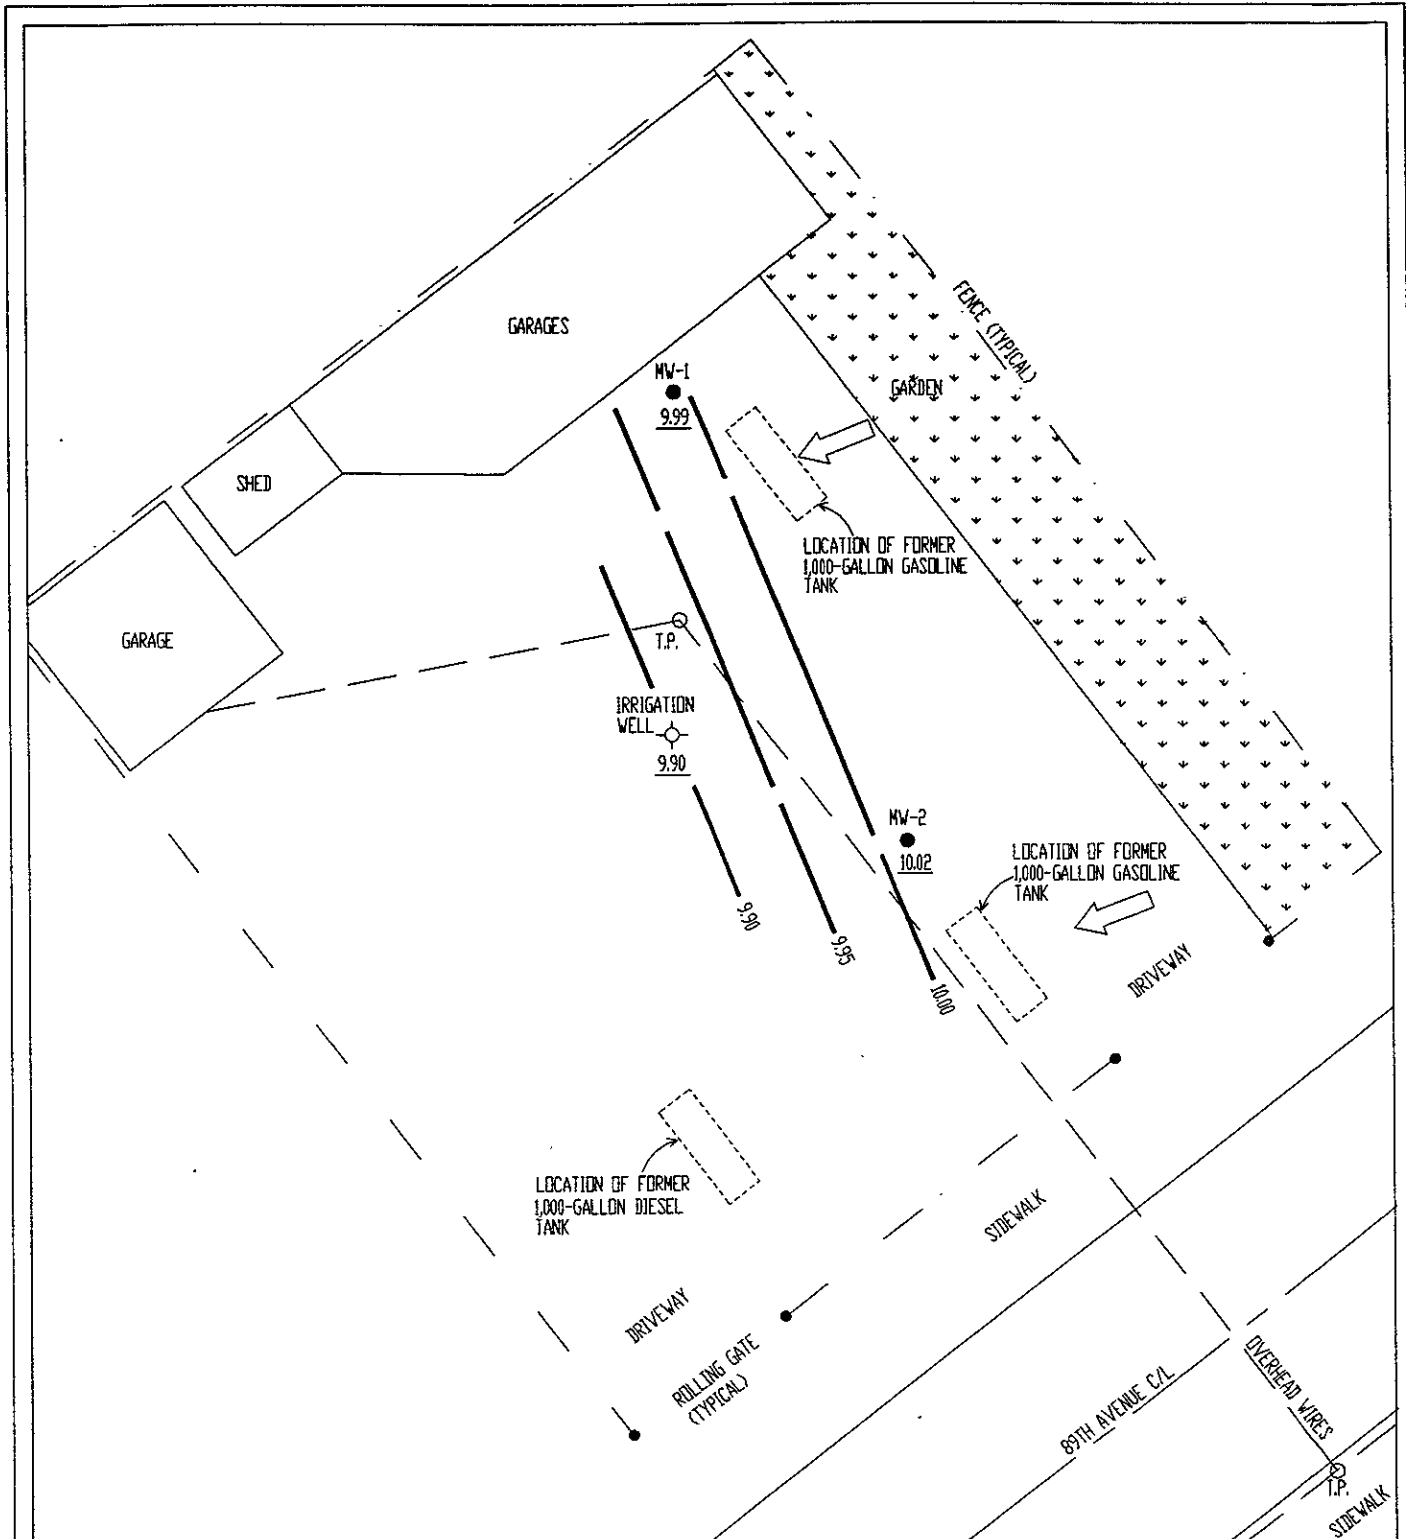 GARAGES
FENCE (TYPICAL)
MW-1
9.99
GARDEN
SHED
LOCATION OF FORMER
1,000-GALLON GASOLINE
TANK
GARAGE
T.P.
IRRIGATION
WELL
9.90
MW-2
10.02
LOCATION OF FORMER
1,000-GALLON GASOLINE
TANK
9.90
9.95
10.00
DRIVEWAY
LOCATION OF FORMER
1,000-GALLON DIESEL
TANK
SIDEWALK
DRIVEWAY
ROLLING GATE
(TYPICAL)
OVERHEAD WIRES
89TH AVENUE C/L
T.P.
SIDEWALK